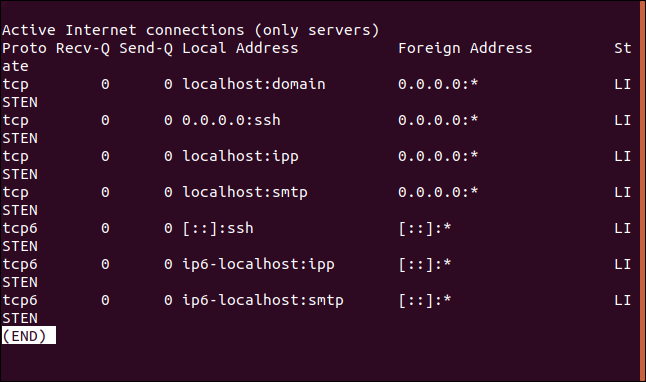 Active Internet connections (only servers)
Proto Recv-Q Send-Q Local Address           Foreign Address         St
ate
tcp        0      0 localhost:domain        0.0.0.0:*               LI
STEN
tcp        0      0 0.0.0.0:ssh             0.0.0.0:*               LI
STEN
tcp        0      0 localhost:ipp           0.0.0.0:*               LI
STEN
tcp        0      0 localhost:smtp          0.0.0.0:*               LI
STEN
tcp6       0      0 [::]:ssh                [::]:*                  LI
STEN
tcp6       0      0 ip6-localhost:ipp       [::]:*                  LI
STEN
tcp6       0      0 ip6-localhost:smtp      [::]:*                  LI
STEN
(END)